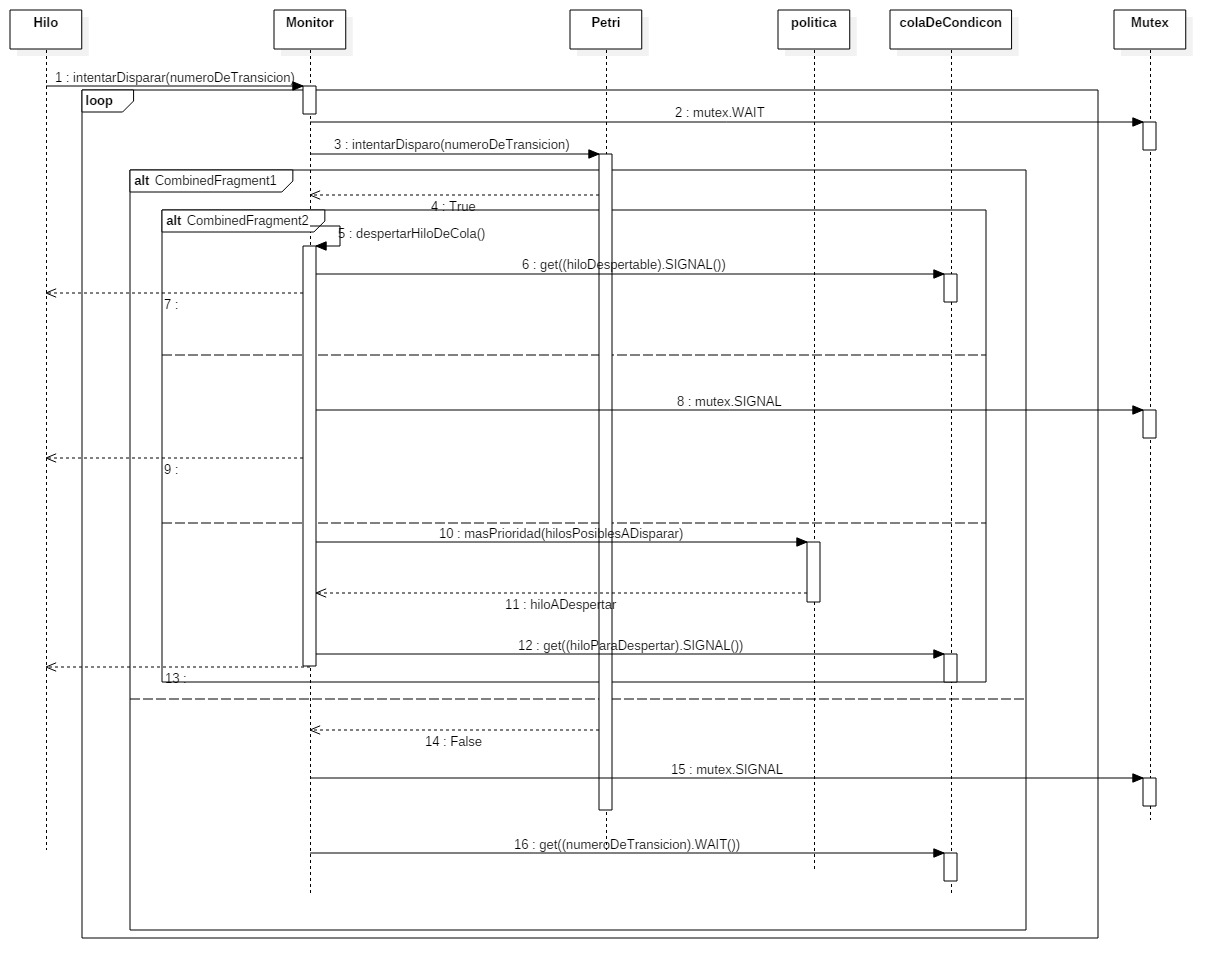 Hilo
Monitor
Petri
politica
colaDeCondicon
Mutex
1 : intentarDisparar(numeroDeTransicion)
loop
2 : mutex.WAIT
3 : intentarDisparo(numeroDeTransicion)
alt CombinedFragment1
4 : True
alt CombinedFragment2
5 : despertarHiloDeCola()
6 : get((hiloDespertable).SIGNAL())
7 :
8 : mutex.SIGNAL
9 :
10 : masPrioridad(hilosPosiblesADisparar)
11 : hiloADespertar
12 : get((hiloParaDespertar).SIGNAL())
13 :
14 : False
15 : mutex.SIGNAL
16 : get((numeroDeTransicion).WAIT())